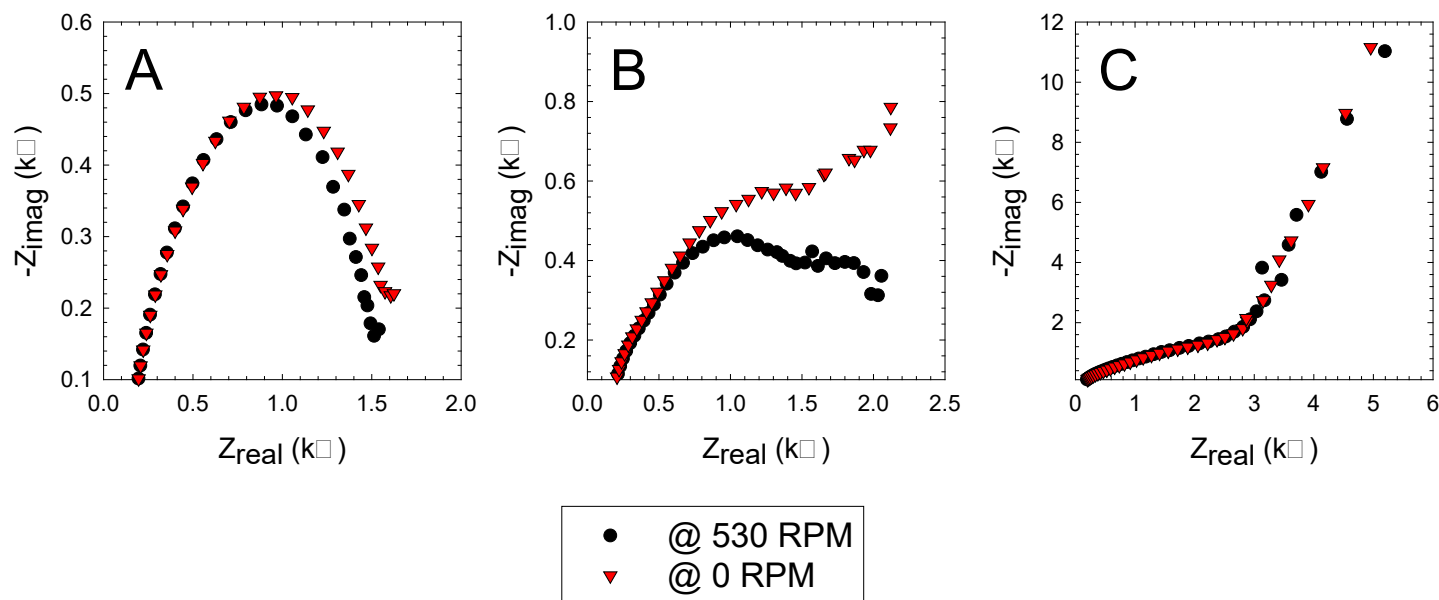 A
0.6
0.5
0.4
0.3
0.2
0.1
0.0 0.5 1.0 1.5 2.0
-Zimag (k□)
Zreal (k□)
B
1.0
0.8
0.6
0.4
0.2
0.0 0.5 1.0 1.5 2.0 2.5
-Zimag (k□)
Zreal (k□)
C
12
10
8
6
4
2
0 1 2 3 4 5 6
-Zimag (k□)
Zreal (k□)
@ 530 RPM
@ 0 RPM